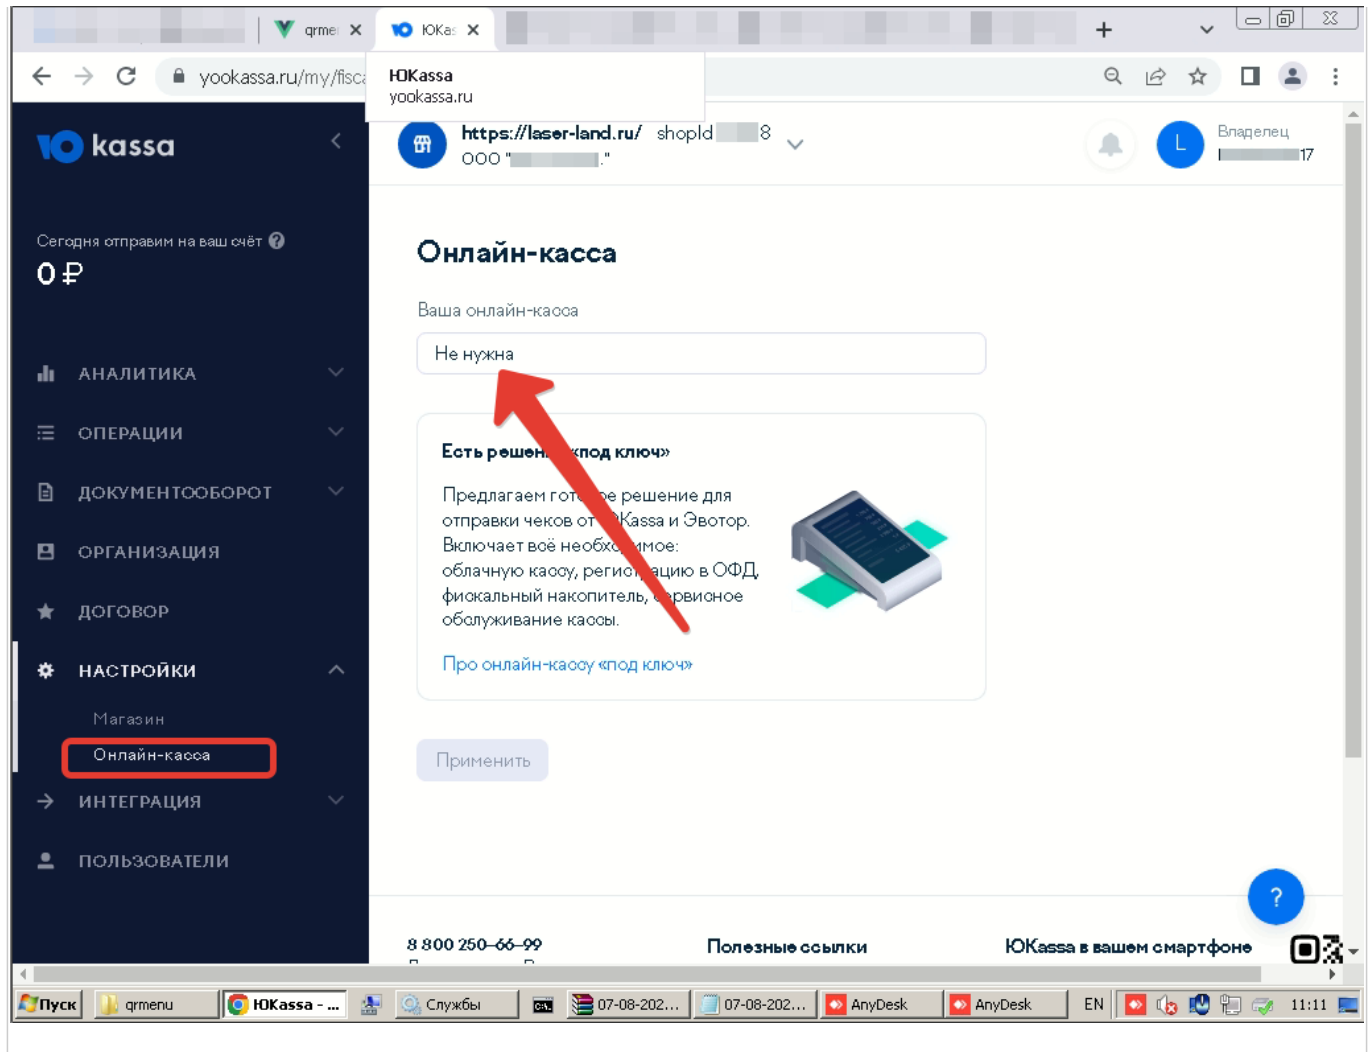 qrme
ЮKas
yookassa.ru/my/fisca
ЮKassa
yookassa.ru
Ю kassa
https://laser-land.ru/ shopId 8
ООО " ."
L
Владелец
17
Сегодня отправим на ваш счёт ?
0 ₽
АНАЛИТИКА
ОПЕРАЦИИ
ДОКУМЕНТООБОРОТ
ОРГАНИЗАЦИЯ
ДОГОВОР
НАСТРОЙКИ
Магазин
Онлайн-касса
ИНТЕГРАЦИЯ
ПОЛЬЗОВАТЕЛИ
Онлайн-касса
Ваша онлайн-касса
Не нужна
Есть решен «под ключ»
Предлагаем гот е решение для
отправки чеков от Kassa и Эвотор.
Включает всё необхо имое:
облачную кассу, регист ацию в ОФД,
фискальный накопитель, рвисное
обслуживание кассы.
Про онлайн-кассу «под ключ»
Применить
?
8 800 250-66-99
Полезные ссылки
ЮKassa в вашем смартфоне
Пуск
qrmenu
ЮKassa - ...
Службы
07-08-202...
07-08-202...
AnyDesk
AnyDesk
EN
11:11